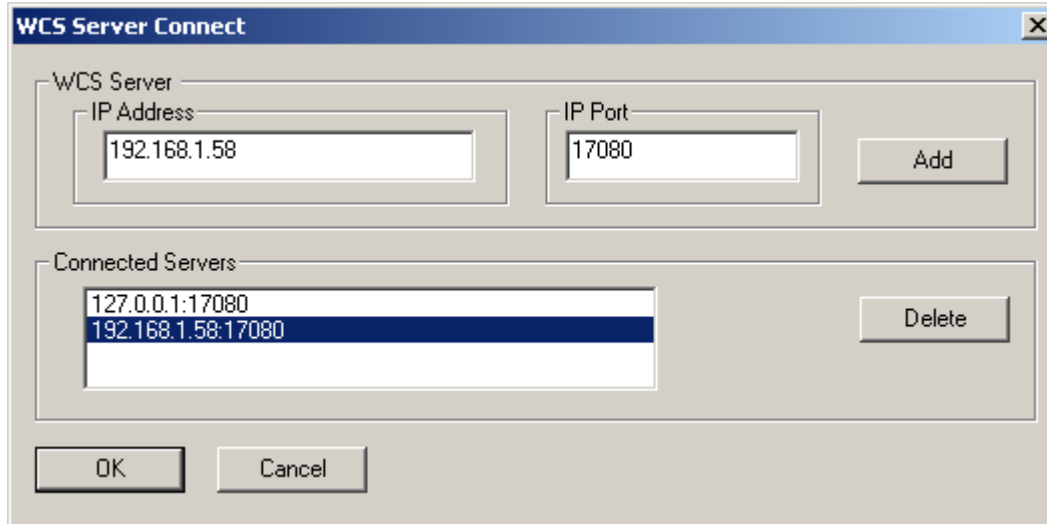 WCS Server Connect
WCS Server
IP Address
IP Port
192.168.1.58
17080
Add
Connected Servers
127.0.0.1:17080
192.168.1.58:17080
Delete
OK
Cancel